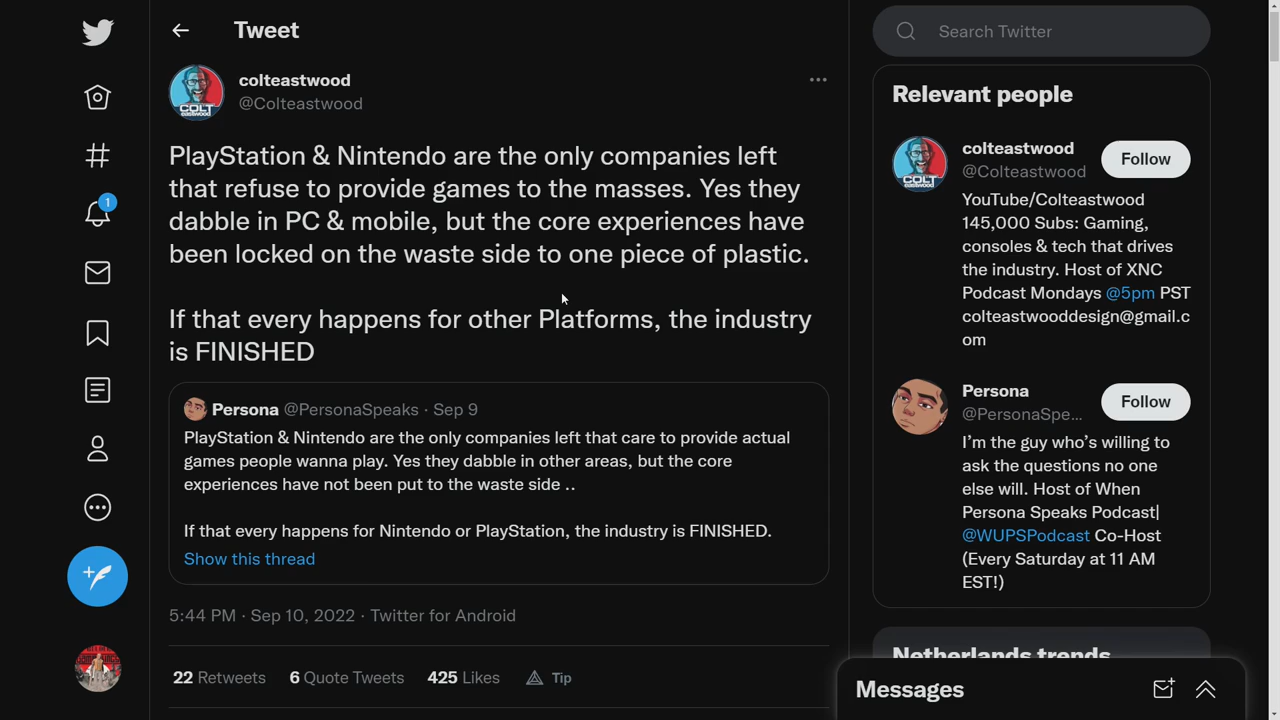 Tweet
Search Twitter
colteastwood
@Colteastwood
PlayStation & Nintendo are the only companies left
that refuse to provide games to the masses. Yes they
dabble in PC & mobile, but the core experiences have
been locked on the waste side to one piece of plastic.
If that every happens for other Platforms, the industry
is FINISHED
Persona @PersonaSpeaks · Sep 9
PlayStation & Nintendo are the only companies left that care to provide actual
games people wanna play. Yes they dabble in other areas, but the core
experiences have not been put to the waste side ..
If that every happens for Nintendo or PlayStation, the industry is FINISHED.
Show this thread
5:44 PM · Sep 10, 2022 · Twitter for Android
22 Retweets 6 Quote Tweets 425 Likes Tip
1
COLT
eastwood
Relevant people
COLT
eastwood
colteastwood
@Colteastwood
Follow
YouTube/Colteastwood
145,000 Subs: Gaming,
consoles & tech that drives
the industry. Host of XNC
Podcast Mondays @5pm PST
colteastwooddesign@gmail.c
om
Persona
@PersonaSpe...
Follow
I'm the guy who's willing to
ask the questions no one
else will. Host of When
Persona Speaks Podcast|
@WUPSPodcast Co-Host
(Every Saturday at 11 AM
EST!)
Netherlands trends
Messages